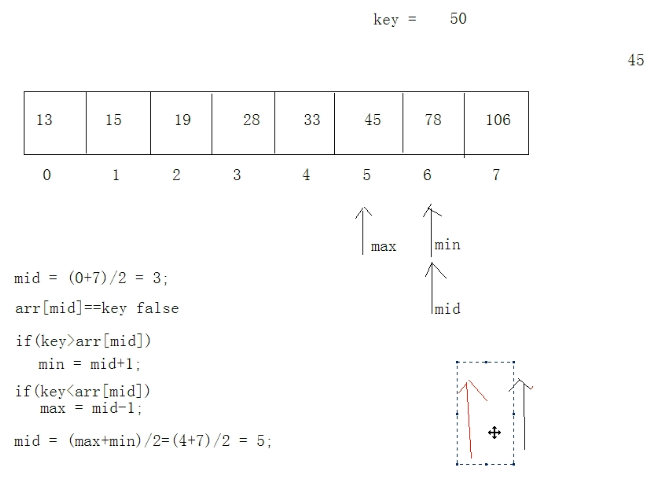 key = 50
45
13 15 19 28 33 45 78 106
0 1 2 3 4 5 6 7
max min
mid
mid = (0+7)/2 = 3;
arr[mid]==key false
if(key>arr[mid])
min = mid+1;
if(key<arr[mid])
max = mid-1;
mid = (max+min)/2=(4+7)/2 = 5;